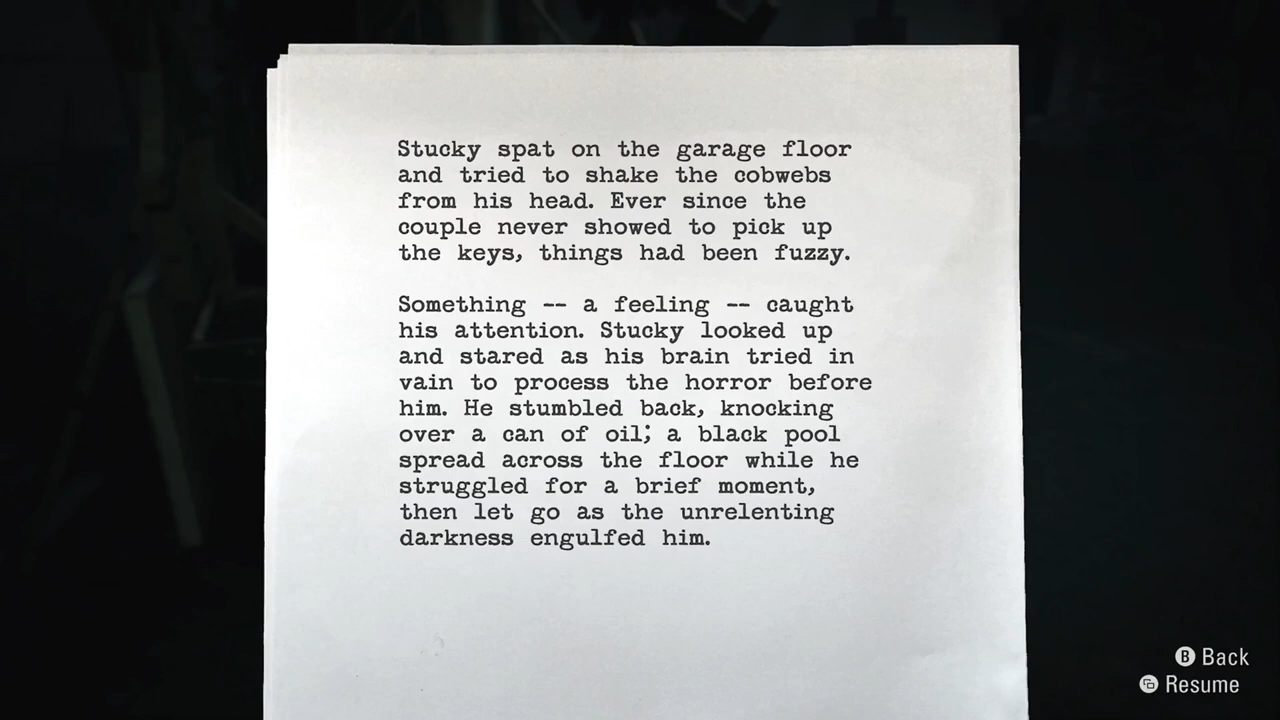 Stucky spat on the garage floor
and tried to shake the cobwebs
from his head. Ever since the
couple never showed to pick up
the keys, things had been fuzzy.
Something -- a feeling -- caught
his attention. Stucky looked up
and stared as his brain tried in
vain to process the horror before
him. He stumbled back, knocking
over a can of oil; a black pool
spread across the floor while he
struggled for a brief moment,
then let go as the unrelenting
darkness engulfed him.
B Back
Resume